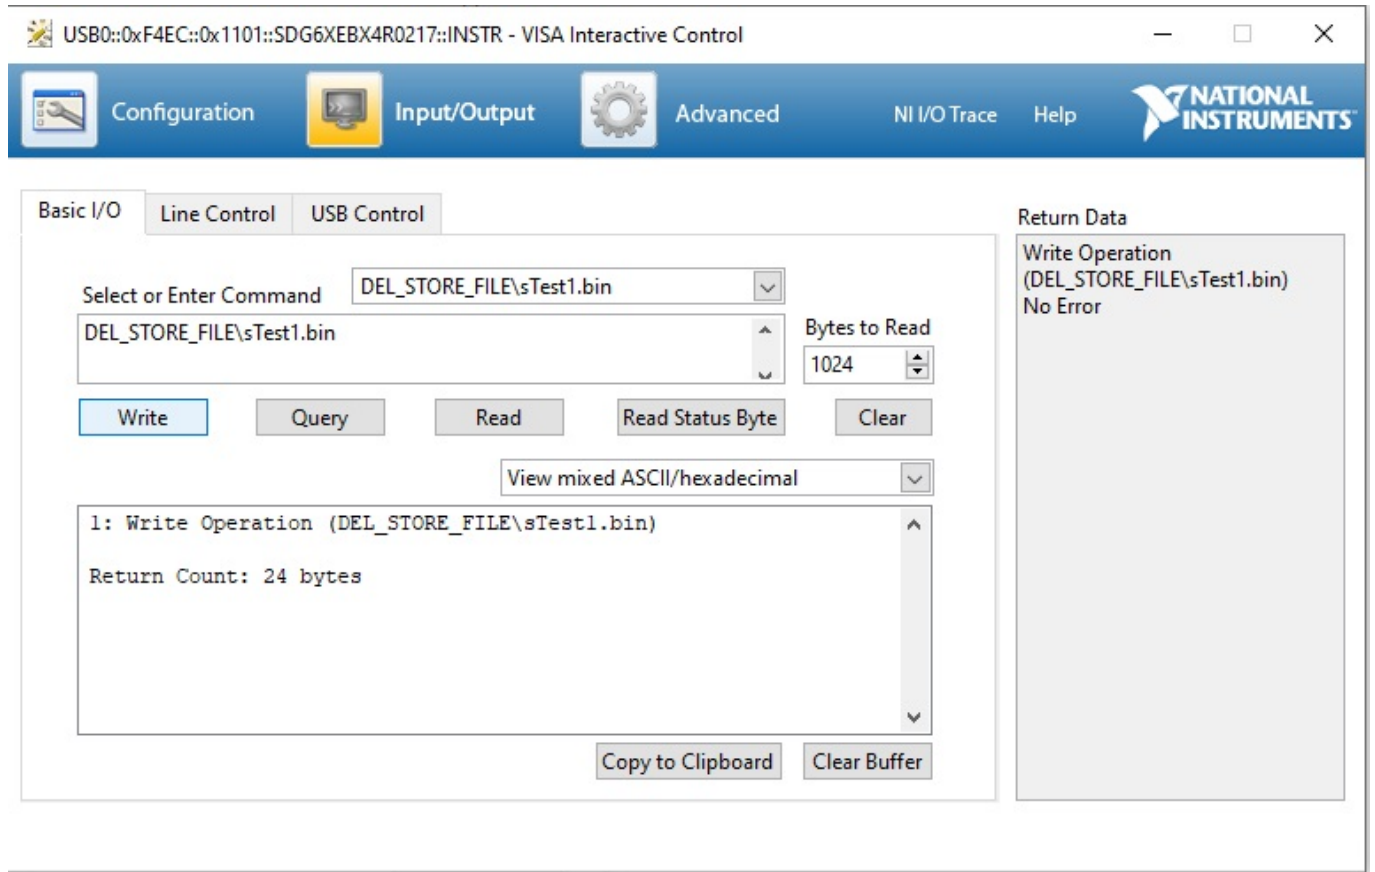 USB0::0xF4EC::0x1101::SDG6XEBX4R0217::INSTR - VISA Interactive Control
Configuration
Input/Output
Advanced
NI I/O Trace
Help
NATIONAL
INSTRUMENTS
Basic I/O
Line Control
USB Control
Return Data
Write Operation
(DEL_STORE_FILE\sTest1.bin)
No Error
Select or Enter Command
DEL_STORE_FILE\sTest1.bin
DEL_STORE_FILE\sTest1.bin
Bytes to Read
1024
Write
Query
Read
Read Status Byte
Clear
View mixed ASCII/hexadecimal
1: Write Operation (DEL_STORE_FILE\sTest1.bin)
Return Count: 24 bytes
Copy to Clipboard
Clear Buffer